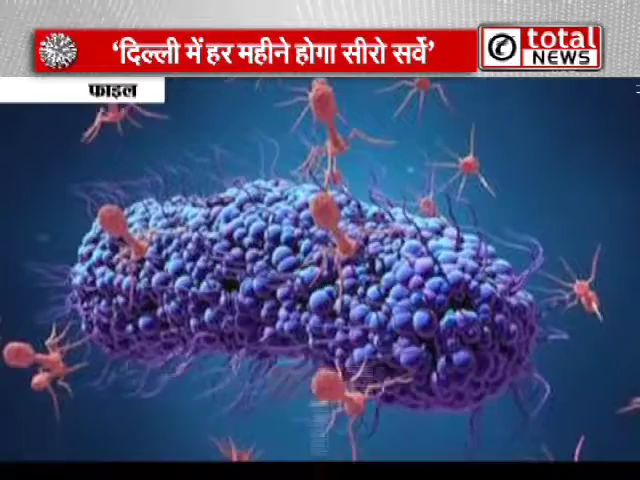 ‘दिल्ली में हर महीने होगा सीरो सर्वे’
total
NEWS
फाइल